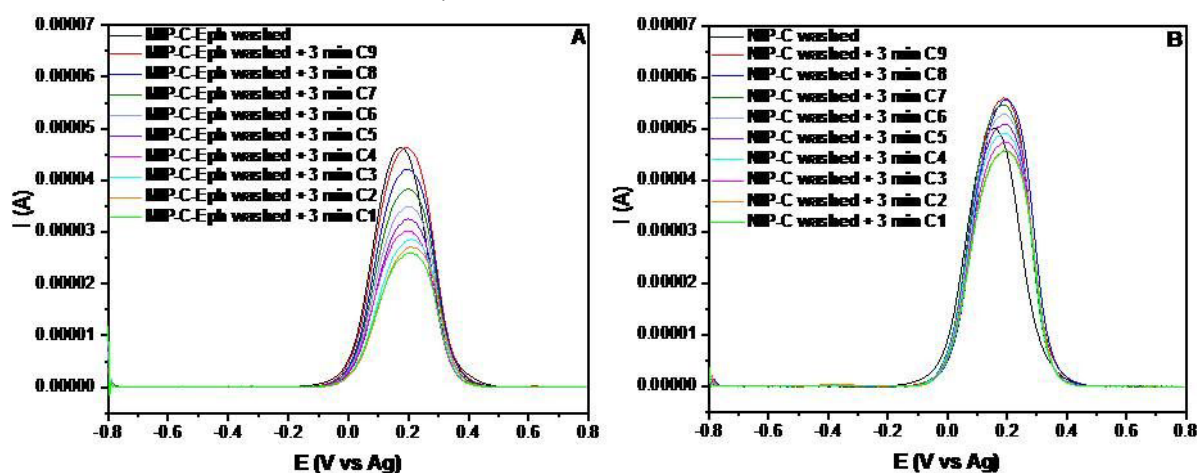 A
I (A)
0.00007
0.00006
0.00005
0.00004
0.00003
0.00002
0.00001
0.00000
MIP-C-Eph washed
MIP-C-Eph washed + 3 min C9
MIP-C-Eph washed + 3 min C8
MIP-C-Eph washed + 3 min C7
MIP-C-Eph washed + 3 min C6
MIP-C-Eph washed + 3 min C5
MIP-C-Eph washed + 3 min C4
MIP-C-Eph washed + 3 min C3
MIP-C-Eph washed + 3 min C2
MIP-C-Eph washed + 3 min C1
-0.8 -0.6 -0.4 -0.2 0.0 0.2 0.4 0.6 0.8
E (V vs Ag)
B
I (A)
0.00007
0.00006
0.00005
0.00004
0.00003
0.00002
0.00001
0.00000
NIP-C washed
NIP-C washed + 3 min C9
NIP-C washed + 3 min C8
NIP-C washed + 3 min C7
NIP-C washed + 3 min C6
NIP-C washed + 3 min C5
NIP-C washed + 3 min C4
NIP-C washed + 3 min C3
NIP-C washed + 3 min C2
NIP-C washed + 3 min C1
-0.8 -0.6 -0.4 -0.2 0.0 0.2 0.4 0.6 0.8
E (V vs Ag)